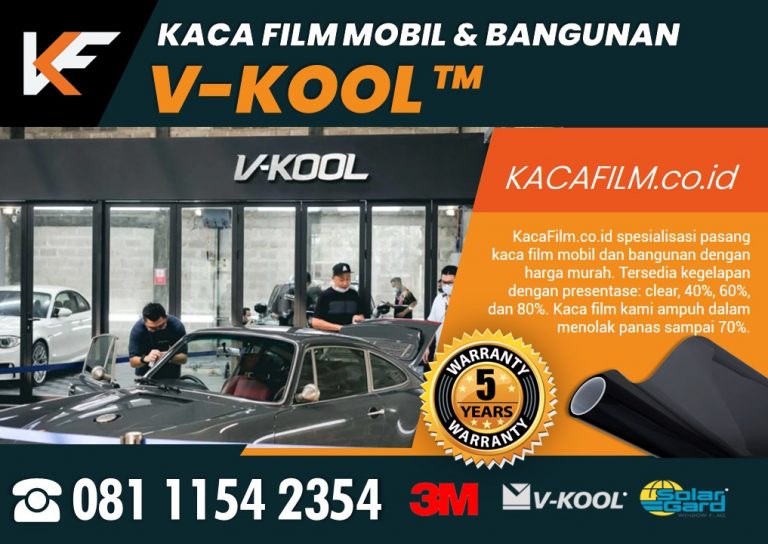 KF
KACA FILM MOBIL & BANGUNAN
V-KOOL™
V-KOOL
KACAFILM.co.id
KacaFilm.co.id spesialisasi pasang
kaca film mobil dan bangunan dengan
harga murah. Tersedia kegelapan
dengan presentase: clear, 40%, 60%,
dan 80%. Kaca film kami ampuh dalam
menolak panas sampai 70%.
WARRANTY
5
YEARS
WARRANTY
081 1154 2354
3M
V-KOOL®
Solar
Gard
WINDOW FILMS